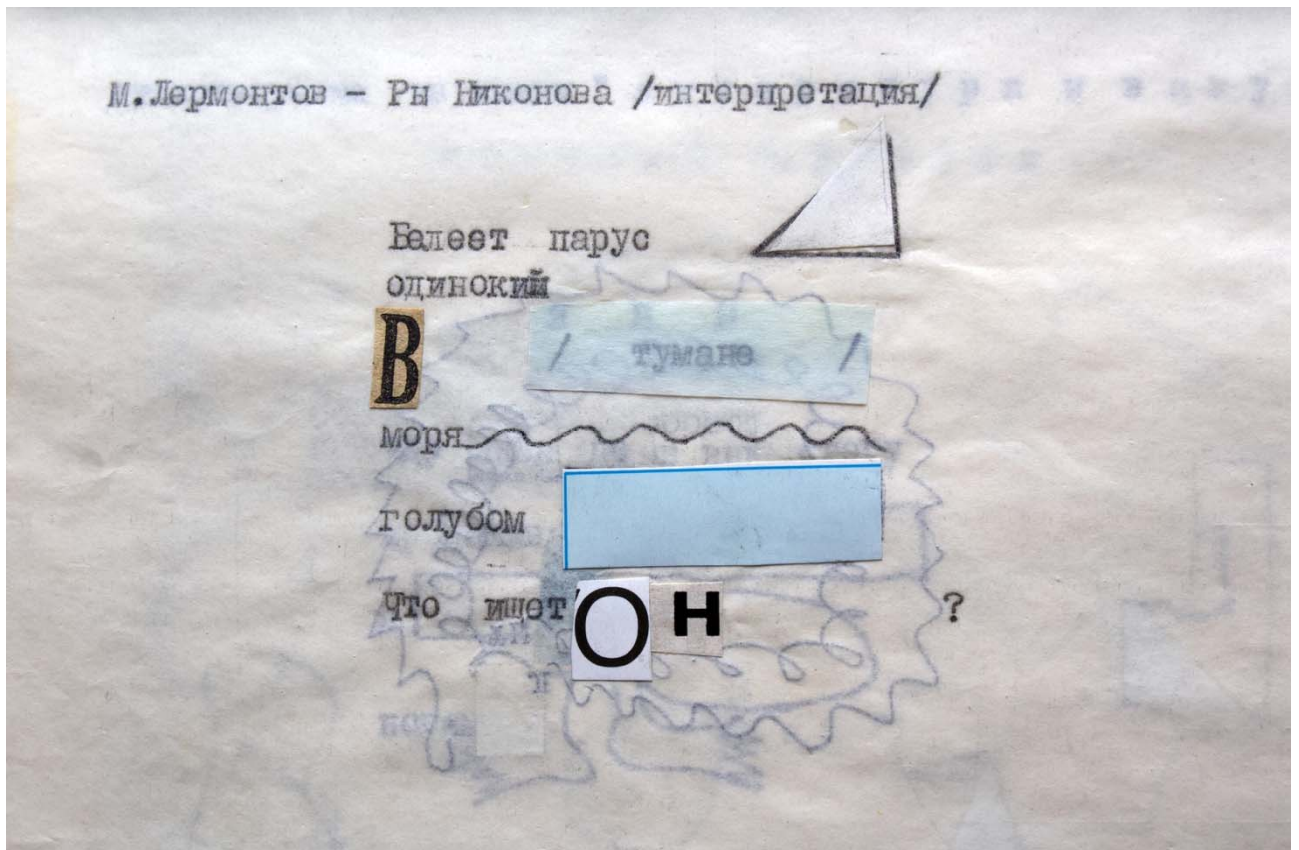 М.Лермонтов - Ры Никонова /интерпретация/
Белеет парус
одинокий
В / тумане /
моря
голубом
Что ищет ОН ?